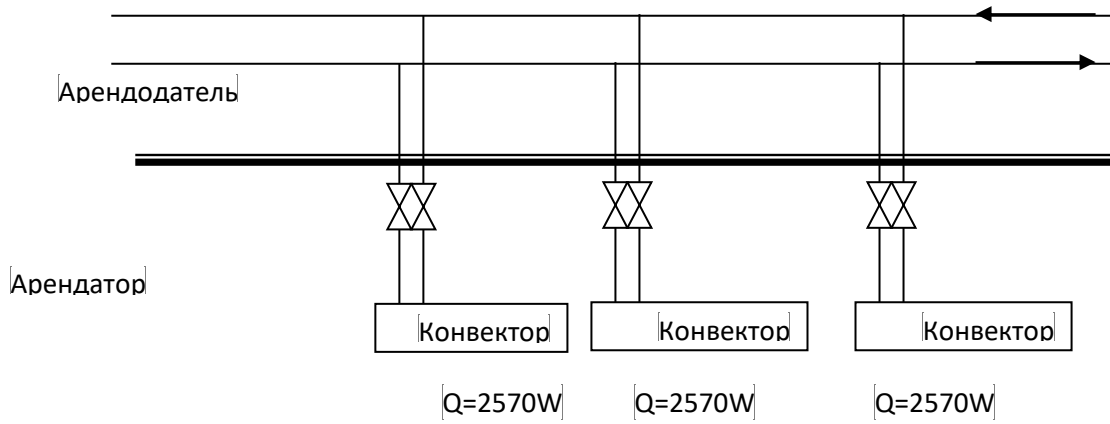 Арендодатель
Арендатор
Конвектор Конвектор Конвектор
Q=2570W Q=2570W Q=2570W